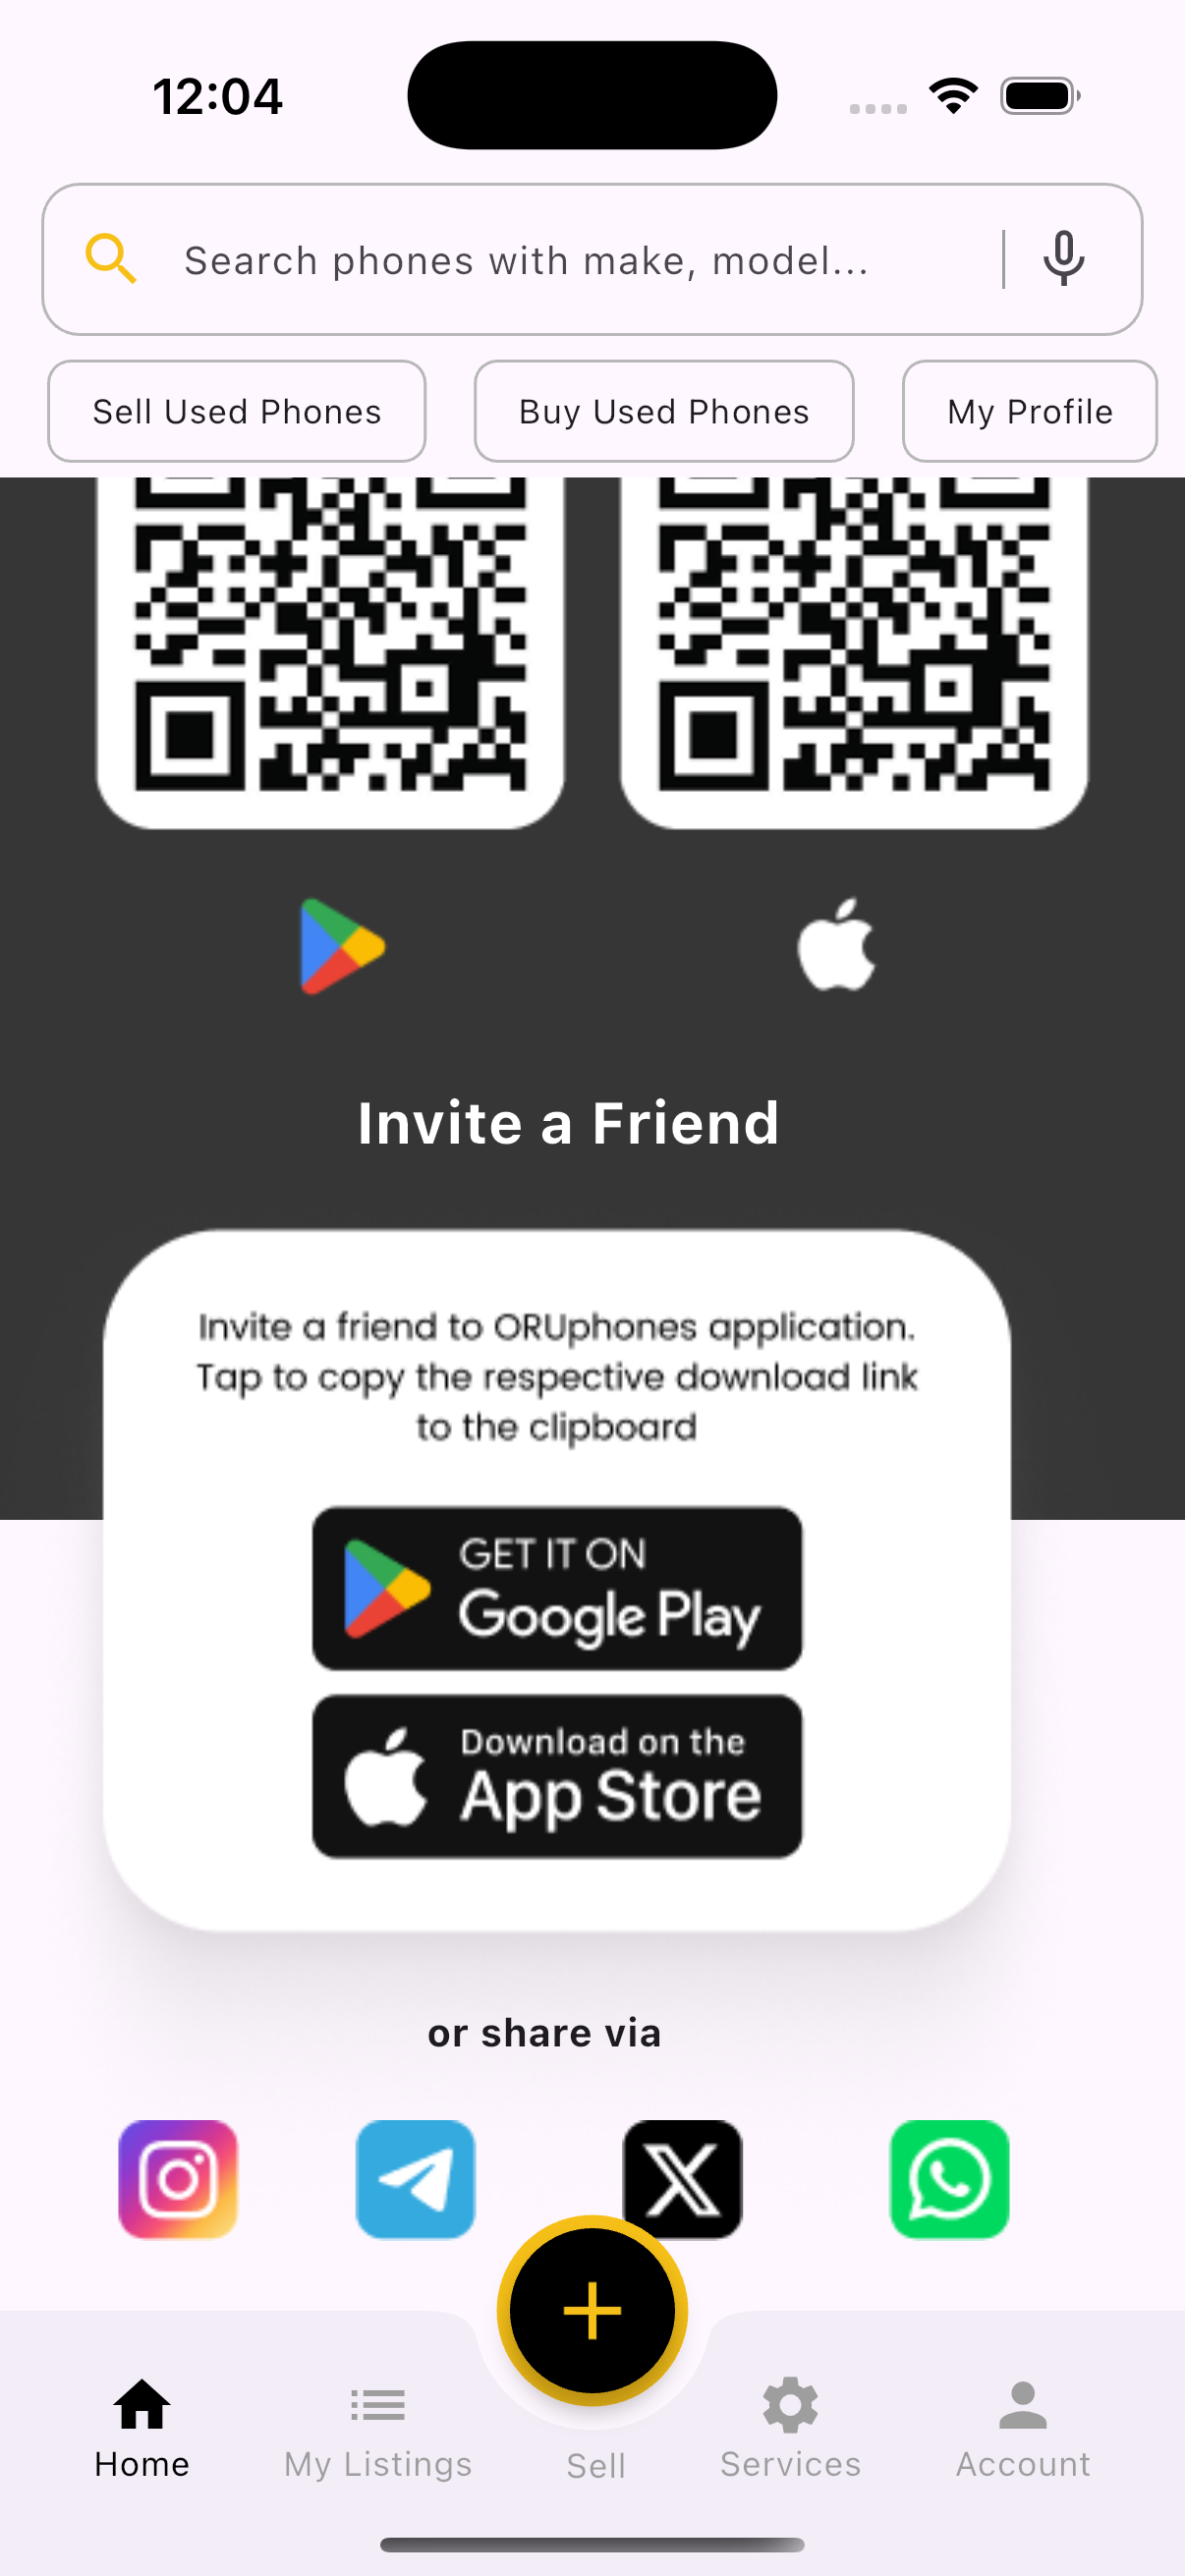 12:04
Search phones with make, model...
Sell Used Phones
Buy Used Phones
My Profile
Invite a Friend
Invite a friend to ORUphones application.
Tap to copy the respective download link
to the clipboard
GET IT ON
Google Play
Download on the
App Store
or share via
Home
My Listings
Sell
Services
Account